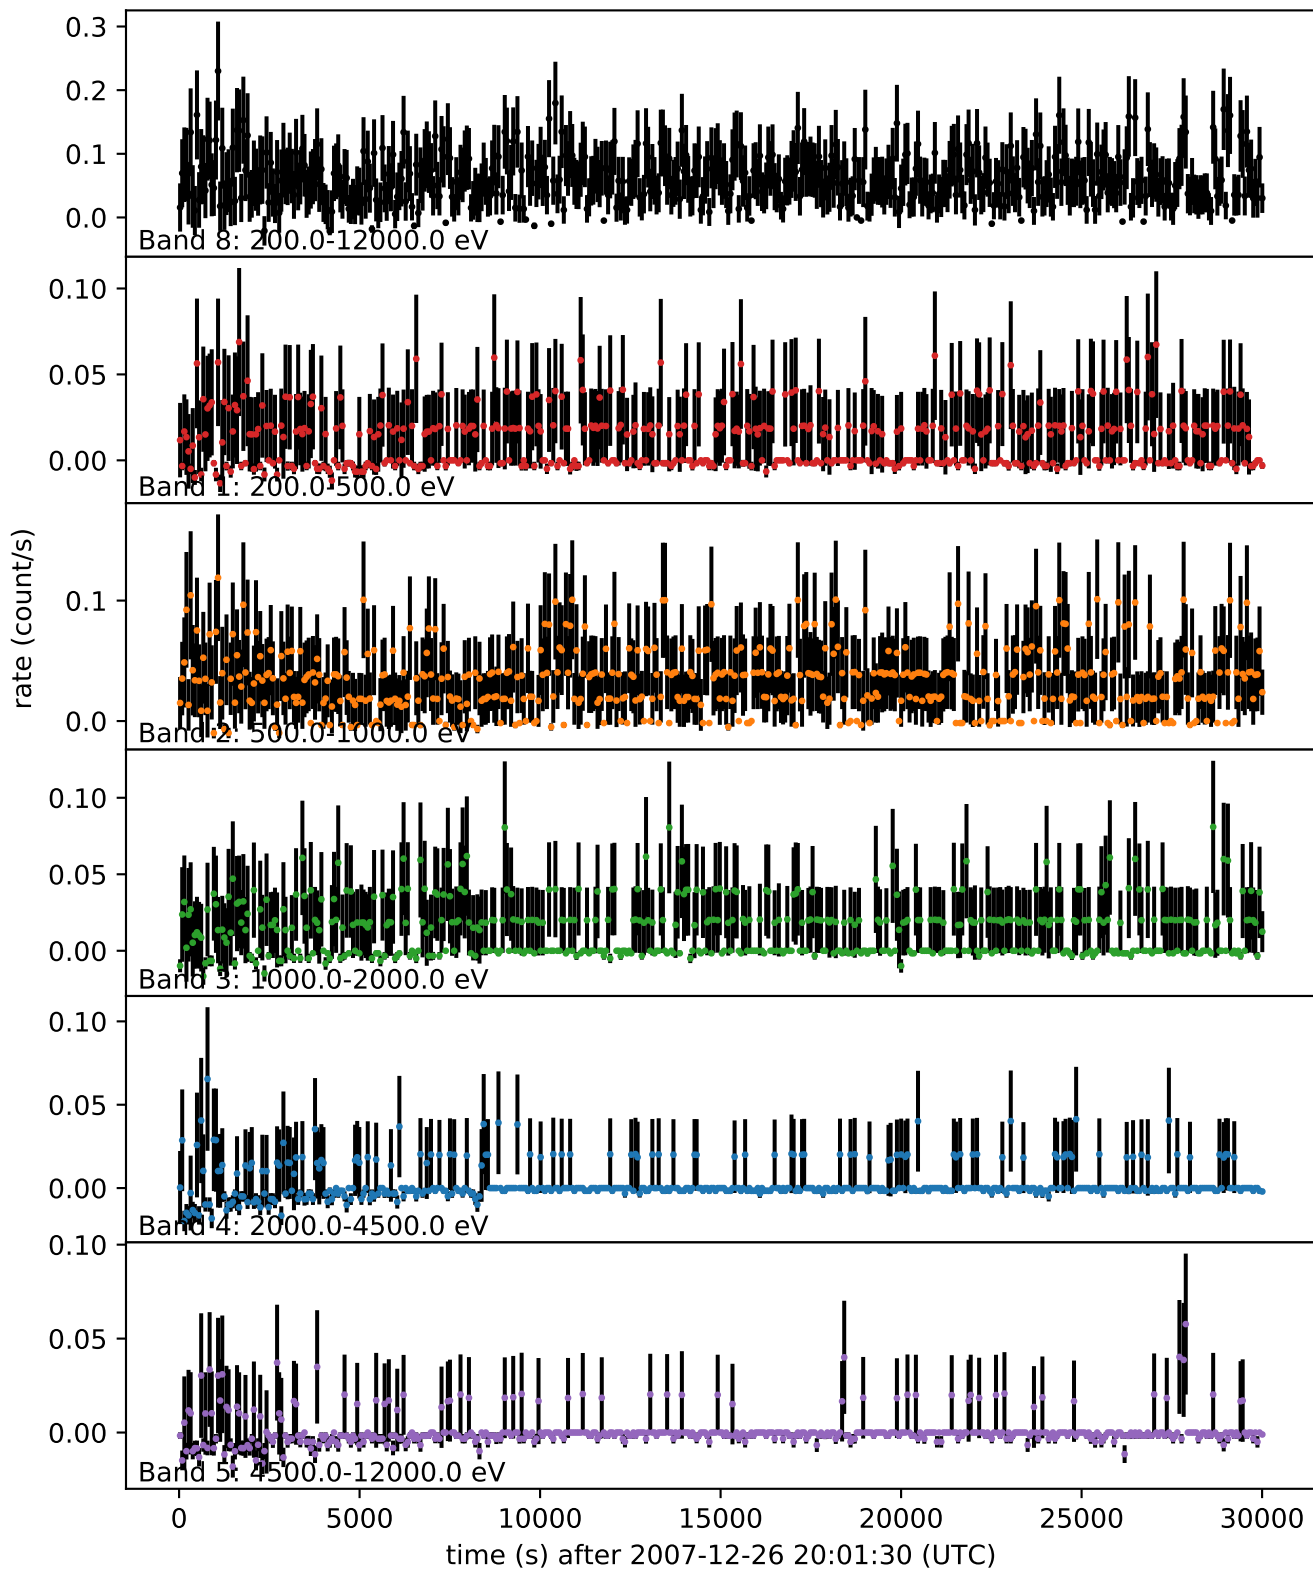 0.3
0.2
0.1
0.0
Band 8: 200.0-12000.0 eV
0.10
0.05
0.00
Band 1: 200.0-500.0 eV
rate (count/s)
0.1
0.0
Band 2: 500.0-1000.0 eV
0.10
0.05
0.00
Band 3: 1000.0-2000.0 eV
0.10
0.05
0.00
Band 4: 2000.0-4500.0 eV
0.10
0.05
0.00
Band 5: 4500.0-12000.0 eV
0 5000 10000 15000 20000 25000 30000
time (s) after 2007-12-26 20:01:30 (UTC)